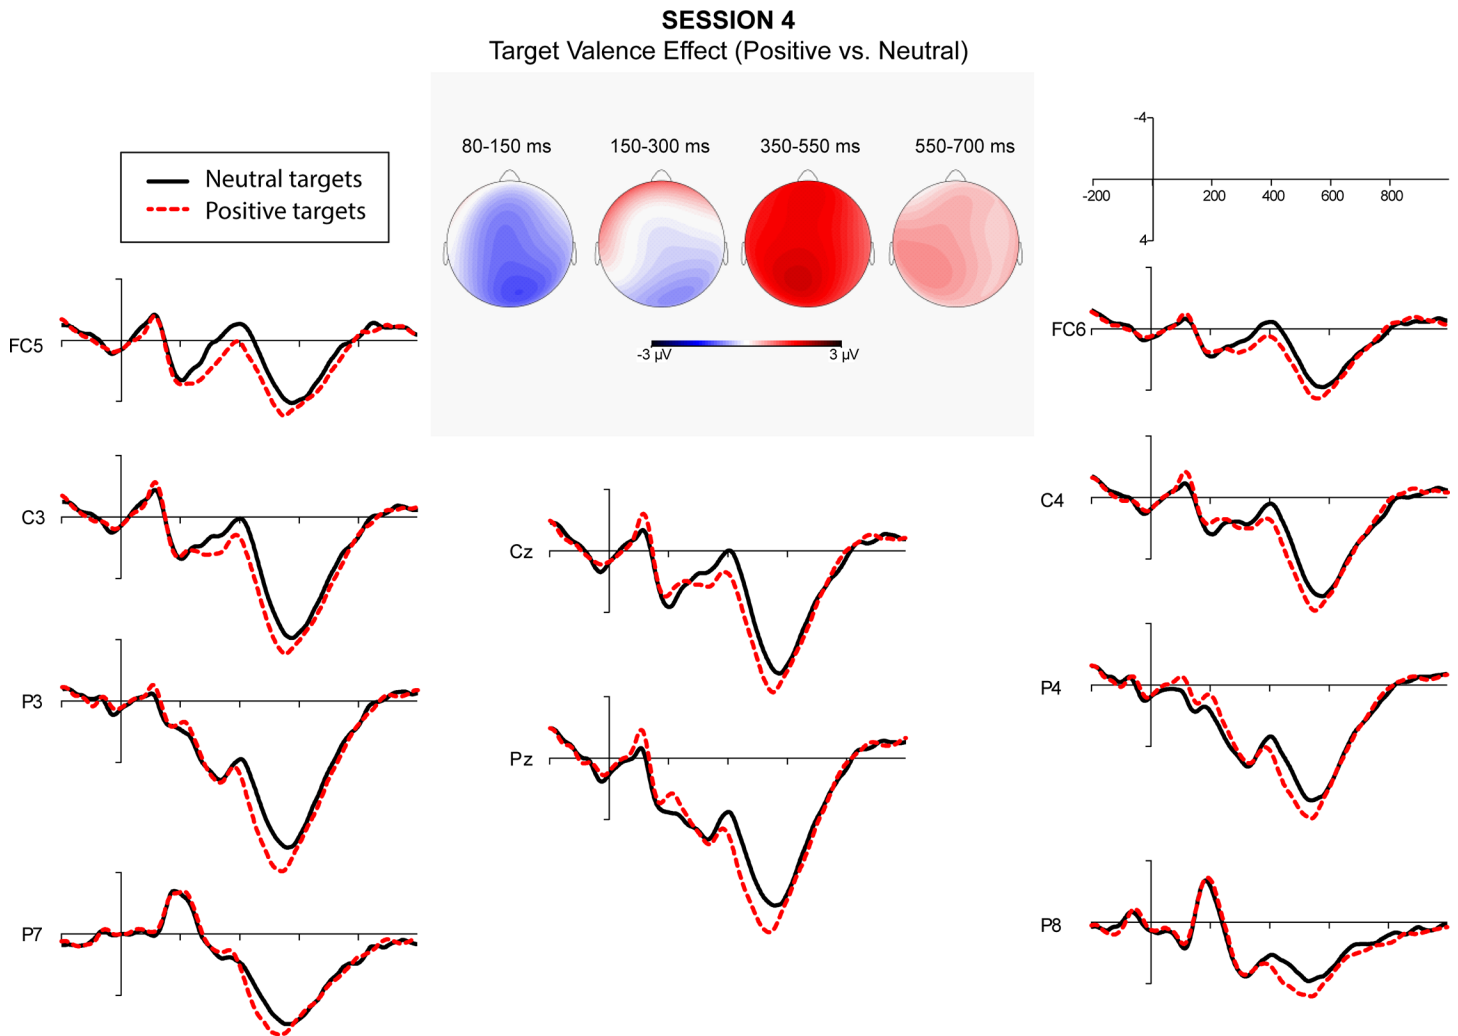 SESSION 4
Target Valence Effect (Positive vs. Neutral)
80-150 ms
150-300 ms
350-550 ms
550-700 ms
-3 µV
3 µV
Neutral targets
Positive targets
-4
-200
200
400
600
800
4
FC5
FC6
C3
Cz
C4
P3
Pz
P4
P7
P8